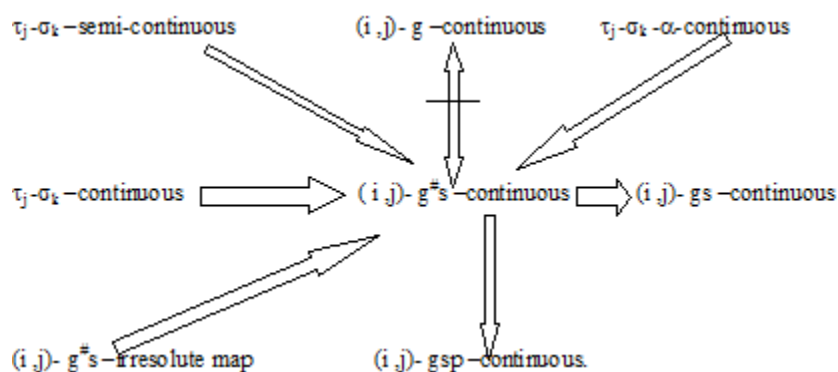 τj-σk –semi-continuous (i ,j)- g –continuous τj-σk -α-continuous
τj-σk –continuous ( i ,j)- g#s –continuous (i ,j)- gs –continuous
(i ,j)- g#s –irresolute map (i ,j)- gsp –continuous.